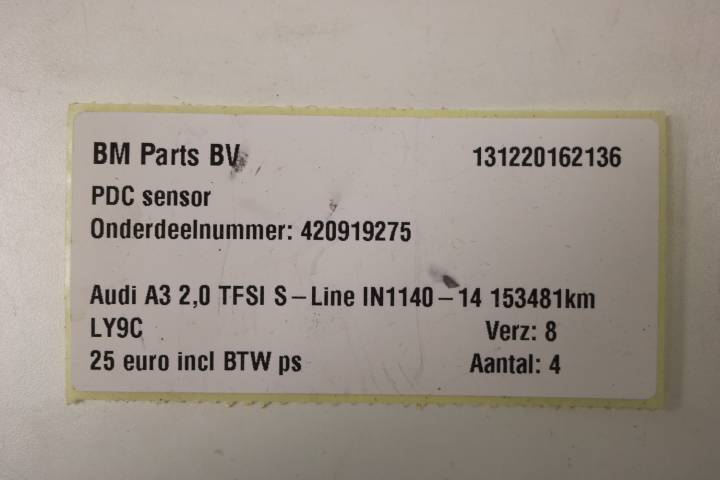 BM Parts BV 131220162136
PDC sensor
Onderdeelnummer: 420919275
Audi A3 2,0 TFSI S-Line IN1140-14 153481km
LY9C Verz: 8
25 euro incl BTW ps Aantal: 4